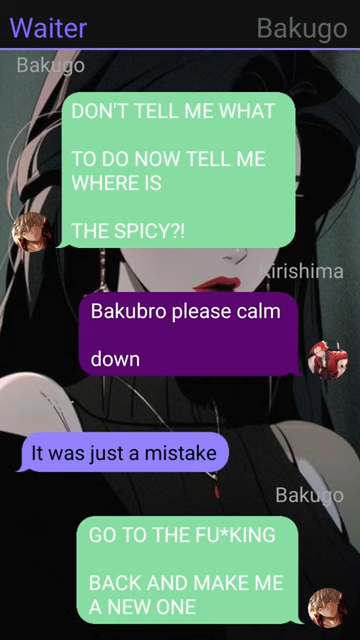 Waiter
Bakugo
Bakugo
DON'T TELL ME WHAT
TO DO NOW TELL ME
WHERE IS
THE SPICY?!
Kirishima
Bakubro please calm
down
It was just a mistake
Bakugo
GO TO THE FU*KING
BACK AND MAKE ME
A NEW ONE